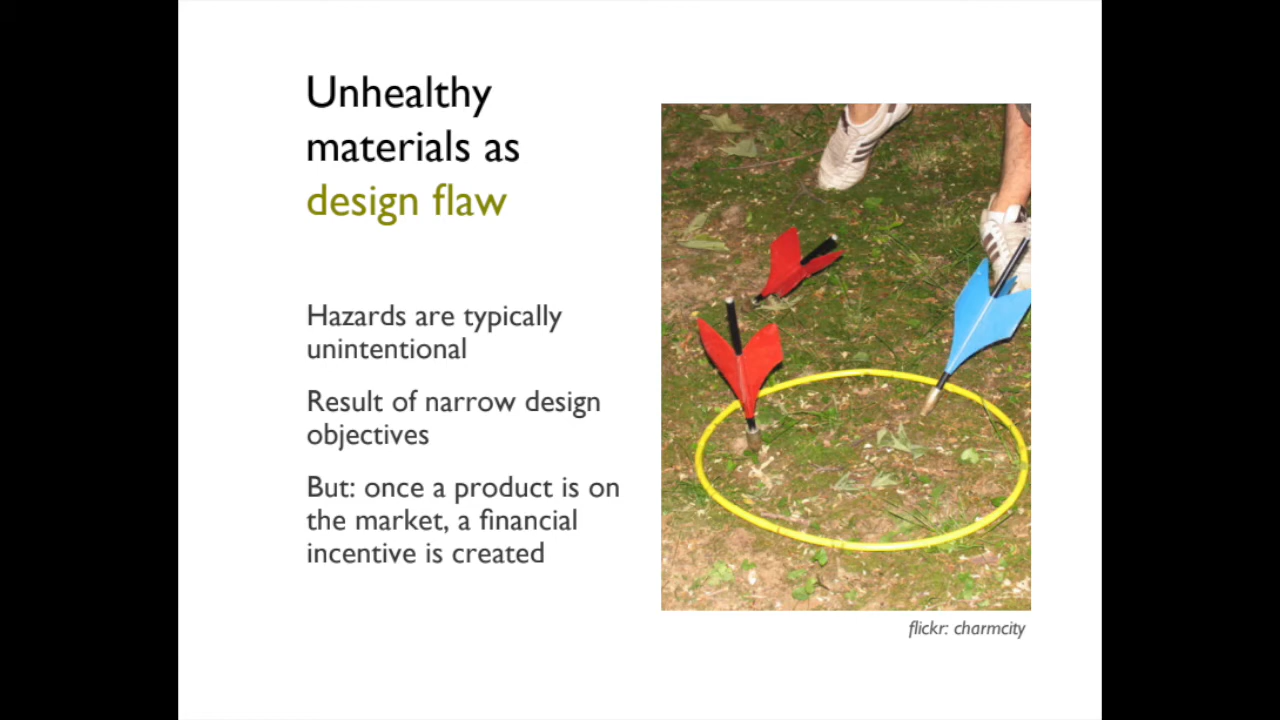 Unhealthy
materials as
design flaw
Hazards are typically
unintentional
Result of narrow design
objectives
But: once a product is on
the market, a financial
incentive is created
flickr: charmcity